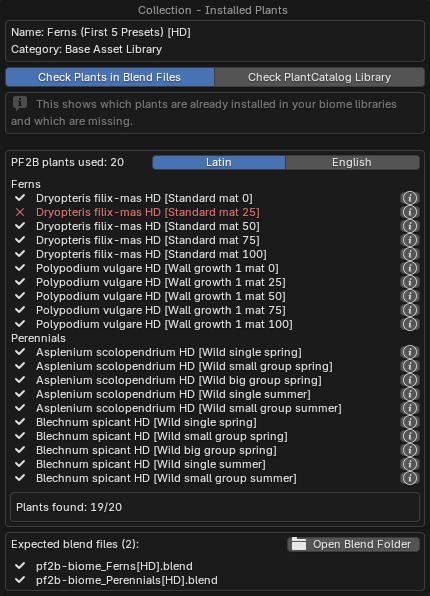 Collection - Installed Plants
Name: Ferns (First 5 Presets) [HD]
Category: Base Asset Library
Check Plants in Blend Files
Check PlantCatalog Library
This shows which plants are already installed in your biome libraries
and which are missing.
PF2B plants used: 20
Latin
English
Ferns
Dryopteris filix-mas HD [Standard mat 0]
Dryopteris filix-mas HD [Standard mat 25]
Dryopteris filix-mas HD [Standard mat 50]
Dryopteris filix-mas HD [Standard mat 75]
Dryopteris filix-mas HD [Standard mat 100]
Polypodium vulgare HD [Wall growth 1 mat 0]
Polypodium vulgare HD [Wall growth 1 mat 25]
Polypodium vulgare HD [Wall growth 1 mat 50]
Polypodium vulgare HD [Wall growth 1 mat 75]
Polypodium vulgare HD [Wall growth 1 mat 100]
Perennials
Asplenium scolopendrium HD [Wild single spring]
Asplenium scolopendrium HD [Wild small group spring]
Asplenium scolopendrium HD [Wild big group spring]
Asplenium scolopendrium HD [Wild single summer]
Asplenium scolopendrium HD [Wild small group summer]
Blechnum spicant HD [Wild single spring]
Blechnum spicant HD [Wild small group spring]
Blechnum spicant HD [Wild big group spring]
Blechnum spicant HD [Wild single summer]
Blechnum spicant HD [Wild small group summer]
Plants found: 19/20
Expected blend files (2):
Open Blend Folder
pf2b-biome_Ferns[HD].blend
pf2b-biome_Perennials[HD].blend